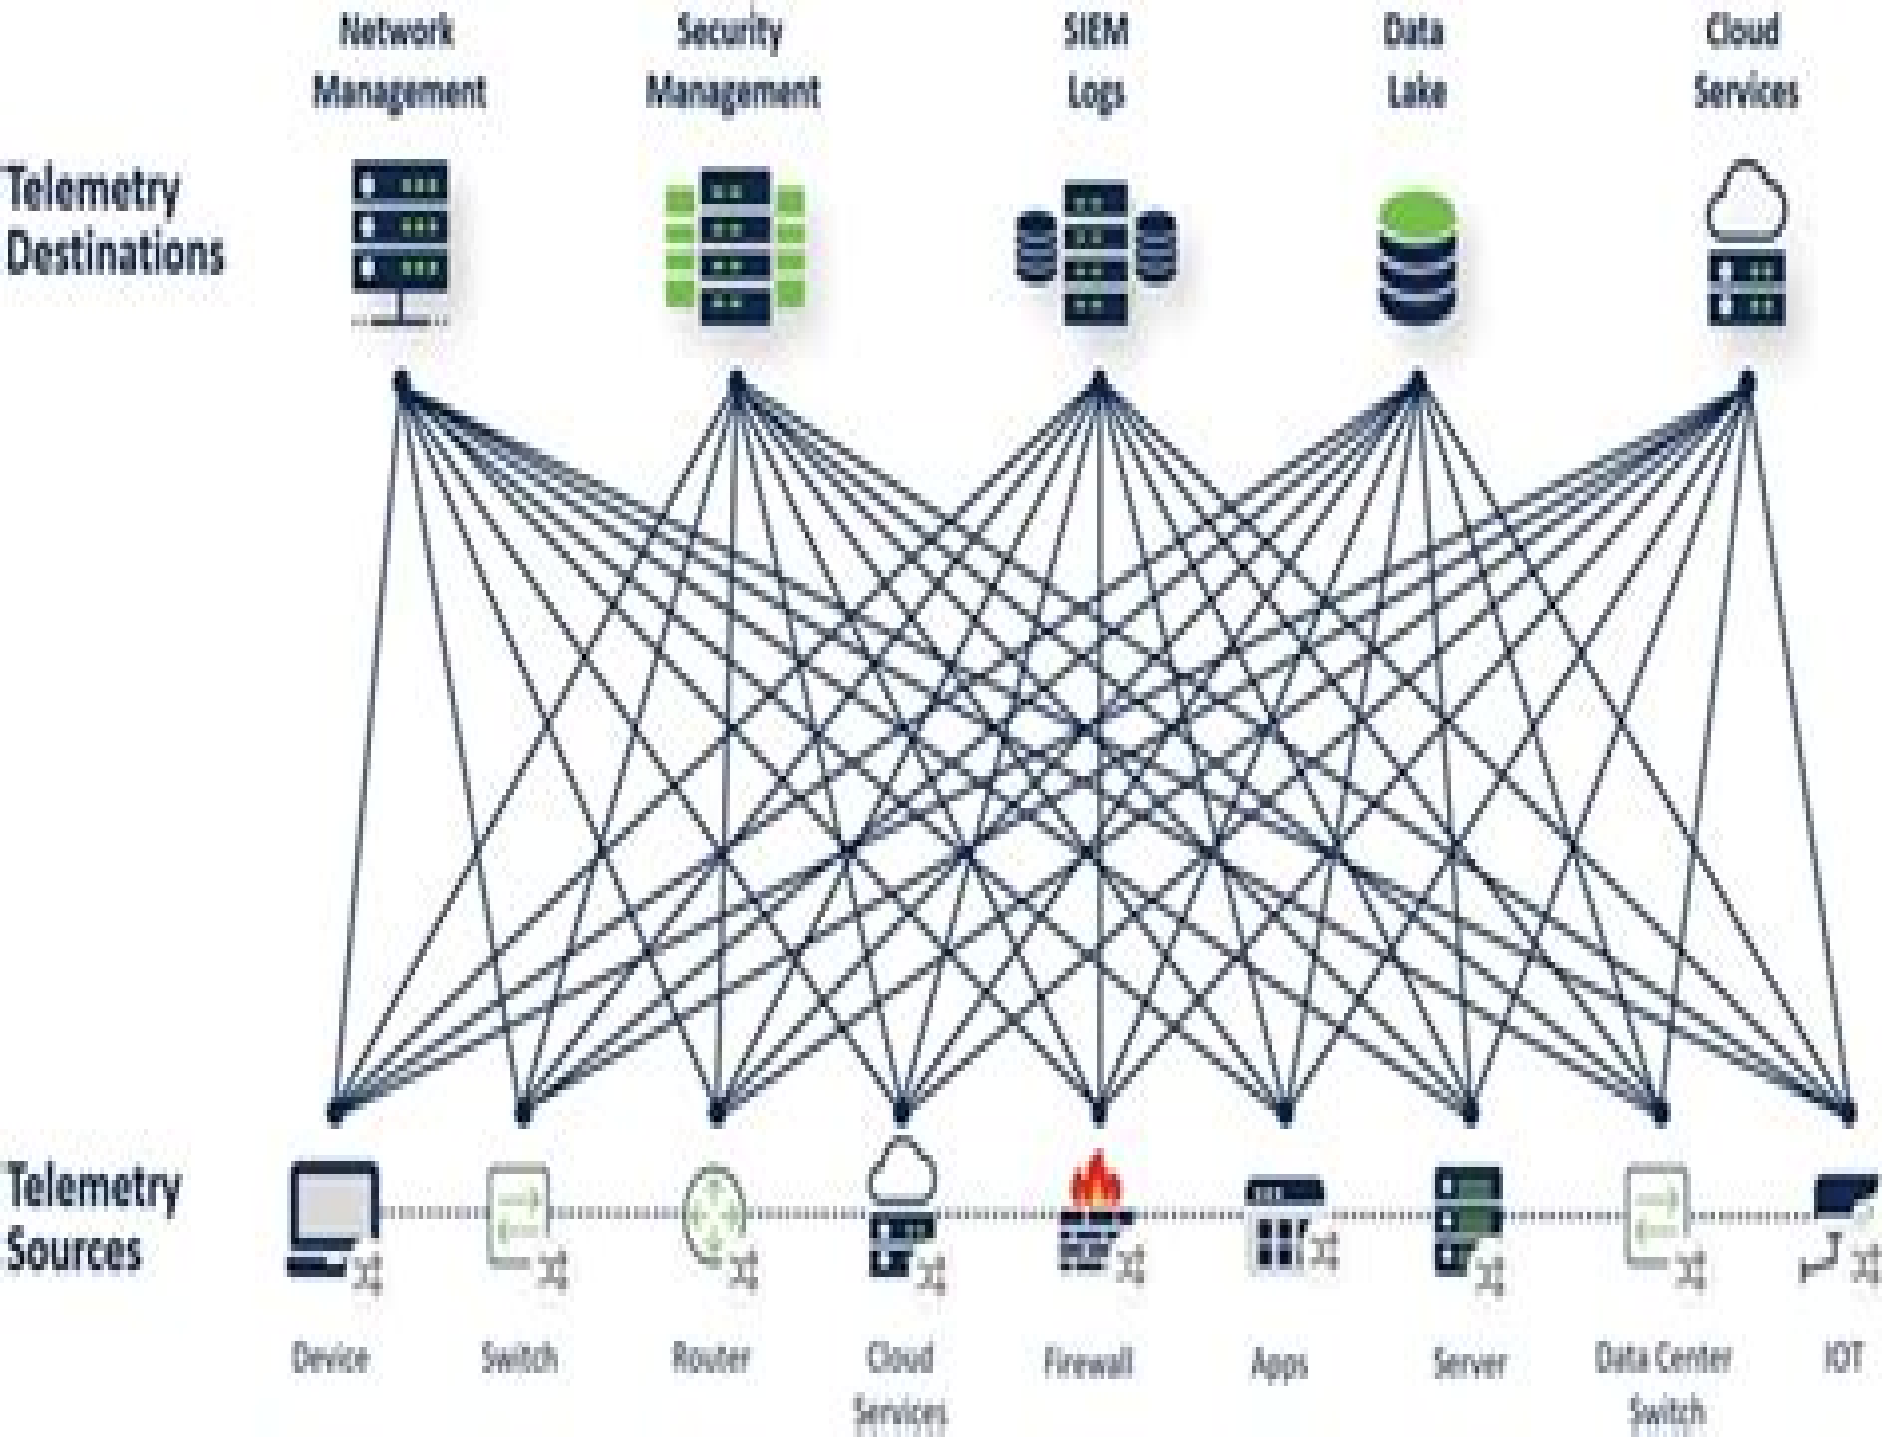 Network
Management
Security
Management
SIEM
Logs
Data
Lake
Cloud
Services
Telemetry
Destinations
Telemetry
Sources
Device
Switch
Router
Cloud
Services
Firewall
Apps
Server
Data Center
Switch
IOT